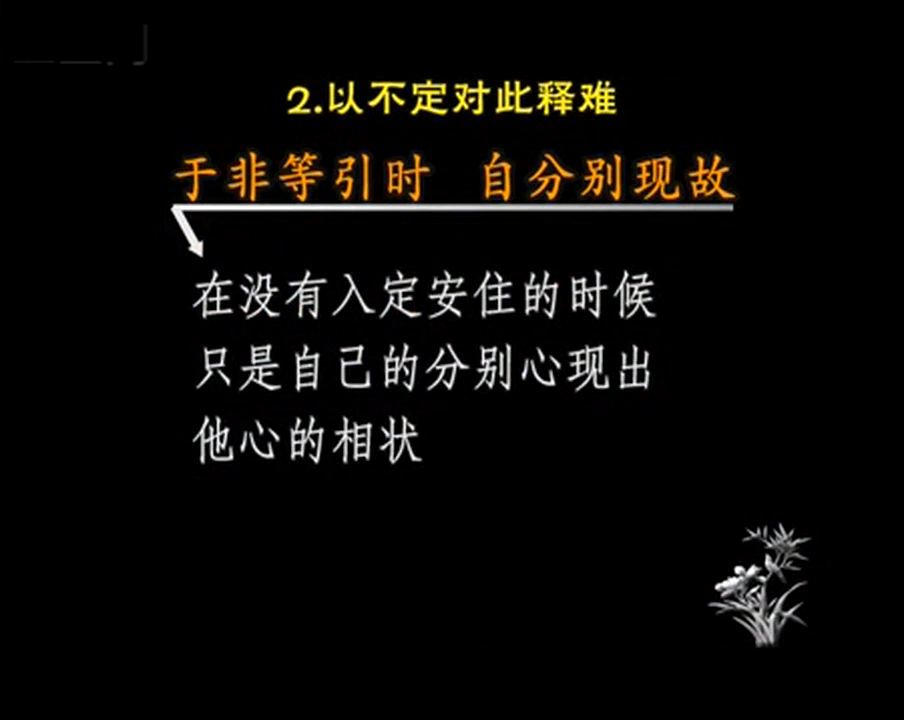 2.以不定对此释难
于非等引时 自分别现故
在没有入定安住的时候
只是自己的分别心现出
他心的相状